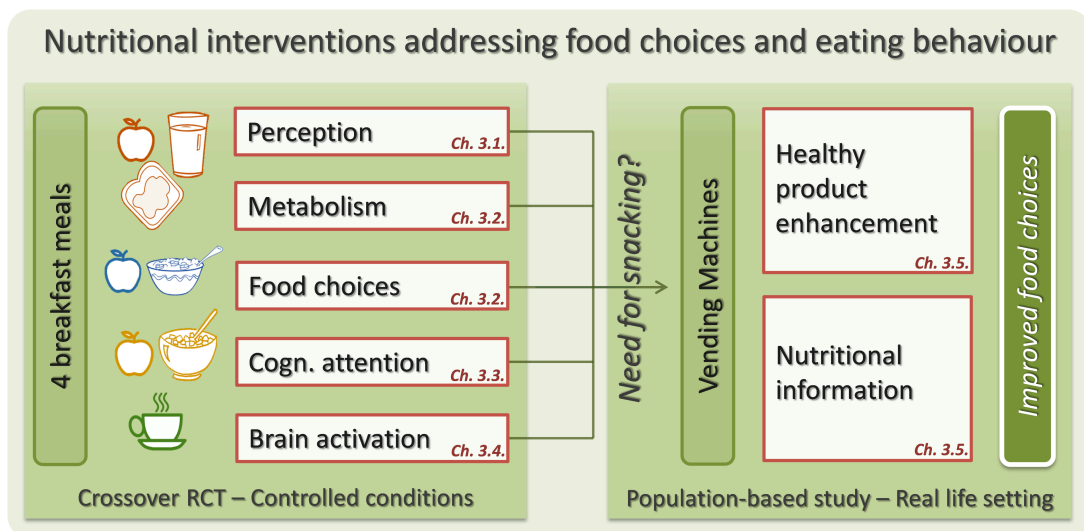 Nutritional interventions addressing food choices and eating behaviour
4 breakfast meals
Perception
Ch. 3.1.
Metabolism
Ch. 3.2.
Food choices
Ch. 3.2.
Cogn. attention
Ch. 3.3.
Brain activation
Ch. 3.4.
Crossover RCT – Controlled conditions
Need for snacking?
Vending Machines
Healthy
product
enhancement
Ch. 3.5.
Nutritional
information
Ch. 3.5.
Improved food choices
Population-based study – Real life setting